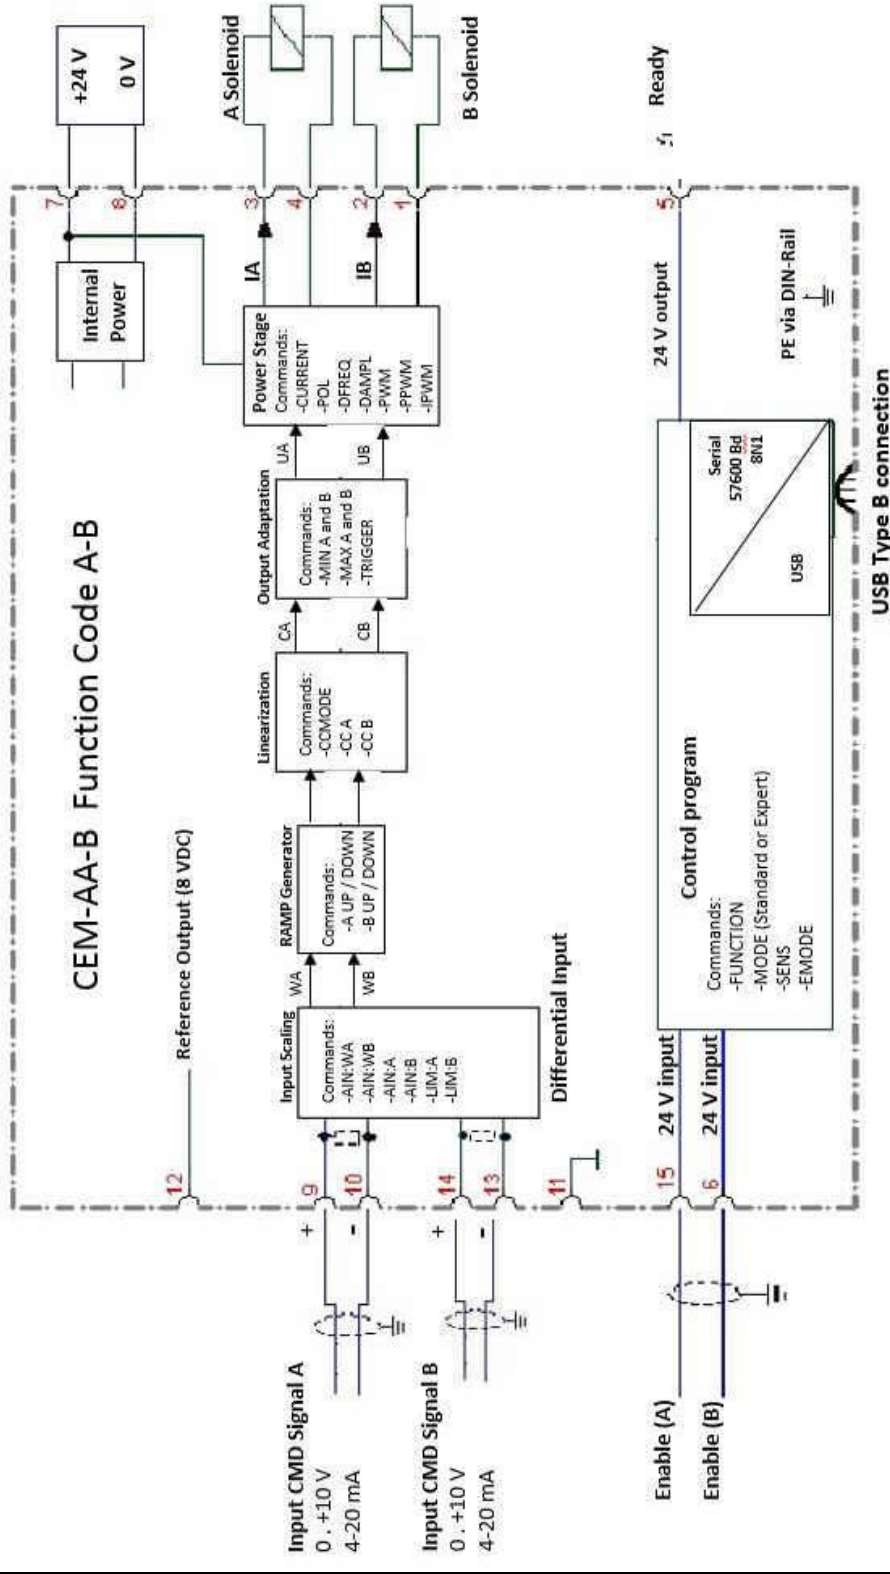 CEM-AA-B Function Code A-B
Reference Output (8 VDC)
12
Input CMD Signal A
0 . +10 V
4-20 mA
+
-
9
10
Input CMD Signal B
0 . +10 V
4-20 mA
+
-
14
13
11
Differential Input
Input Scaling
Commands:
-AIN:WA
-AIN:WB
-AIN:A
-AIN:B
-LIM:A
-LIM:B
WA
WB
RAMP Generator
Commands:
-A UP / DOWN
-B UP / DOWN
Linearization
Commands:
-CCMODE
-CC A
-CC B
CA
CB
Output Adaptation
Commands:
-MIN A and B
-MAX A and B
-TRIGGER
UA
UB
Power Stage
Commands:
-CURRENT
-POL
-DFREQ
-DAMPL
-PWM
-PPWM
-IPWM
Internal
Power
7
8
+24 V
0 V
IA
IB
3
4
2
1
A Solenoid
B Solenoid
Enable (A)
Enable (B)
15
6
24 V input
24 V input
Control program
Commands:
-FUNCTION
-MODE (Standard or Expert)
-SENS
-EMODE
Serial
57600 Bd
8N1
USB
24 V output
5
Ready
PE via DIN-Rail
USB Type B connection